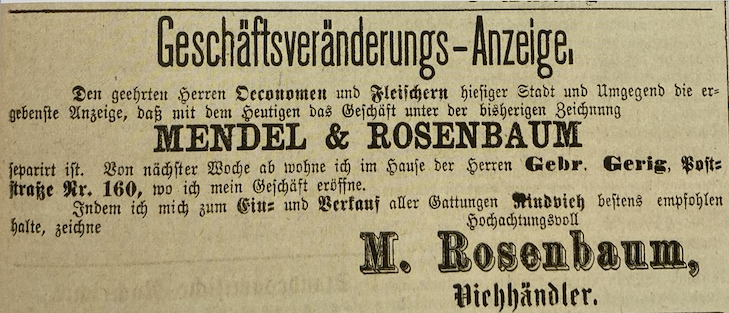 Geschäftsveränderungs-Anzeige.
Den geehrten Herren Oeconomen und Fleischern hiesiger Stadt und Umgegend die er-
gebenste Anzeige, daß mit dem Heutigen das Geschäft unter der bisherigen Zeichnung
MENDEL & ROSENBAUM
separirt ist. Von nächster Woche ab wohne ich im Hause der Herren Gebr. Gerig, Post-
straße Nr. 160, wo ich mein Geschäft eröffne.
Indem ich mich zum Ein- und Verkauf aller Gattungen Rindvieh bestens empfohlen
halte, zeichne
Hochachtungsvoll
M. Rosenbaum,
Viehhändler.